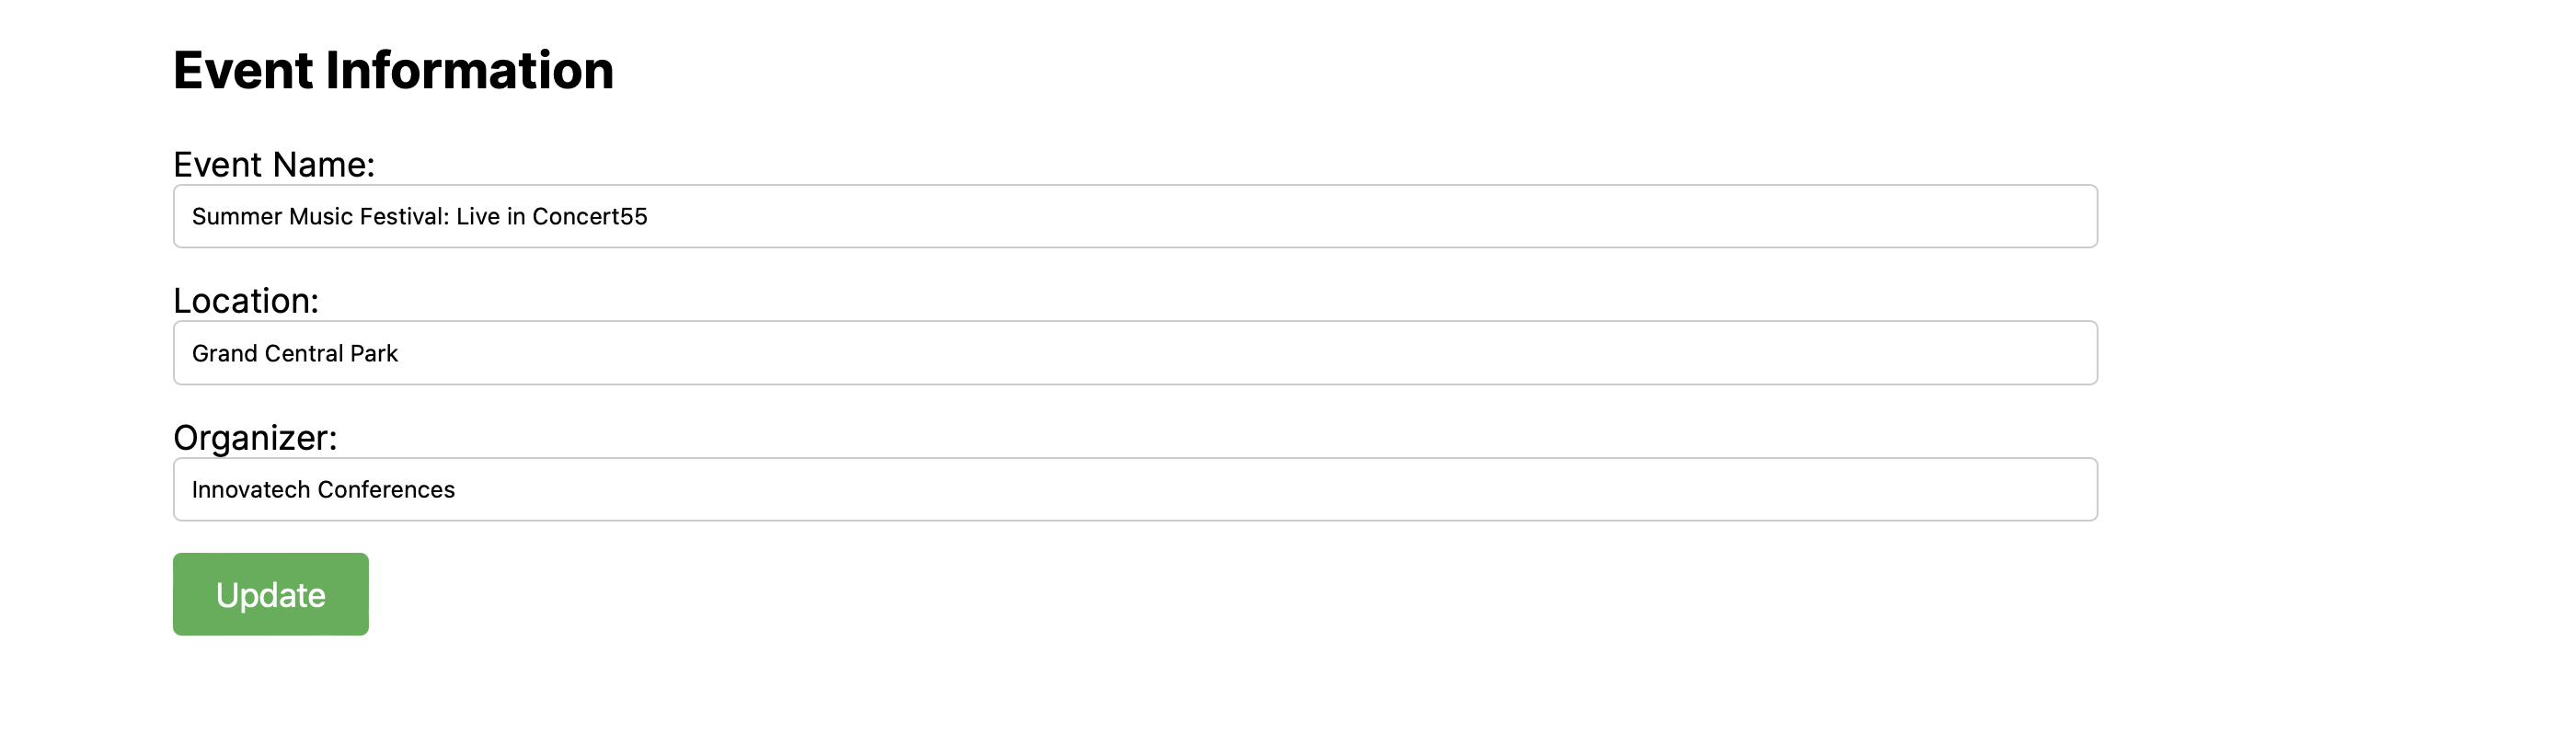 Event Information
Event Name:
Summer Music Festival: Live in Concert55
Location:
Grand Central Park
Organizer:
Innovatech Conferences
Update